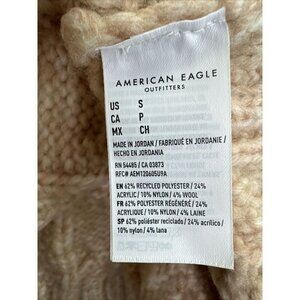 AMERICAN EAGLE
OUTFITTERS
US S
CA P
MX CH
MADE IN JORDAN / FABRIQUÉ EN JORDANIE /
HECHO EN JORDANIA
RN 54485 / CA 03873
RFC# AEM120605U9A
EN 62% RECYCLED POLYESTER / 24%
ACRYLIC / 10% NYLON / 4% WOOL
FR 62% POLYESTER RÉGÉNÉRÉ / 24%
ACRYLIQUE / 10% NYLON / 4% LAINE
SP 62% poliéster reciclado / 24% acrílico /
10% nylon / 4% lana